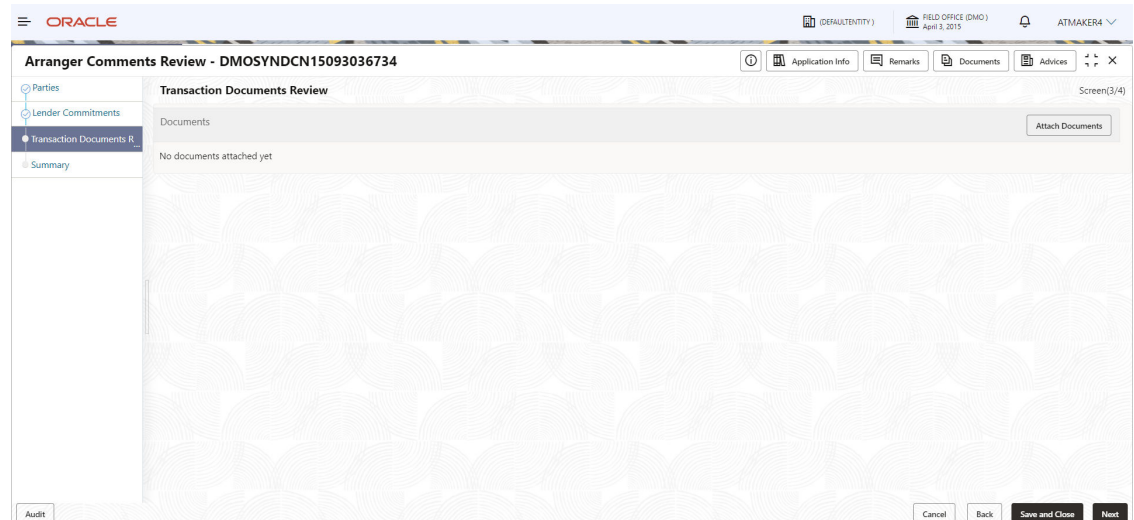 ORACLE
(DEFAULTENTITY )
FIELD OFFICE (DMO )
April 3, 2015
ATMAKER4
Arranger Comments Review - DMOSYNDCN15093036734
Application Info
Remarks
Documents
Advices
Parties
Lender Commitments
Transaction Documents R_
Summary
Transaction Documents Review
Screen(3/4)
Documents
Attach Documents
No documents attached yet
Audit
Cancel
Back
Save and Close
Next